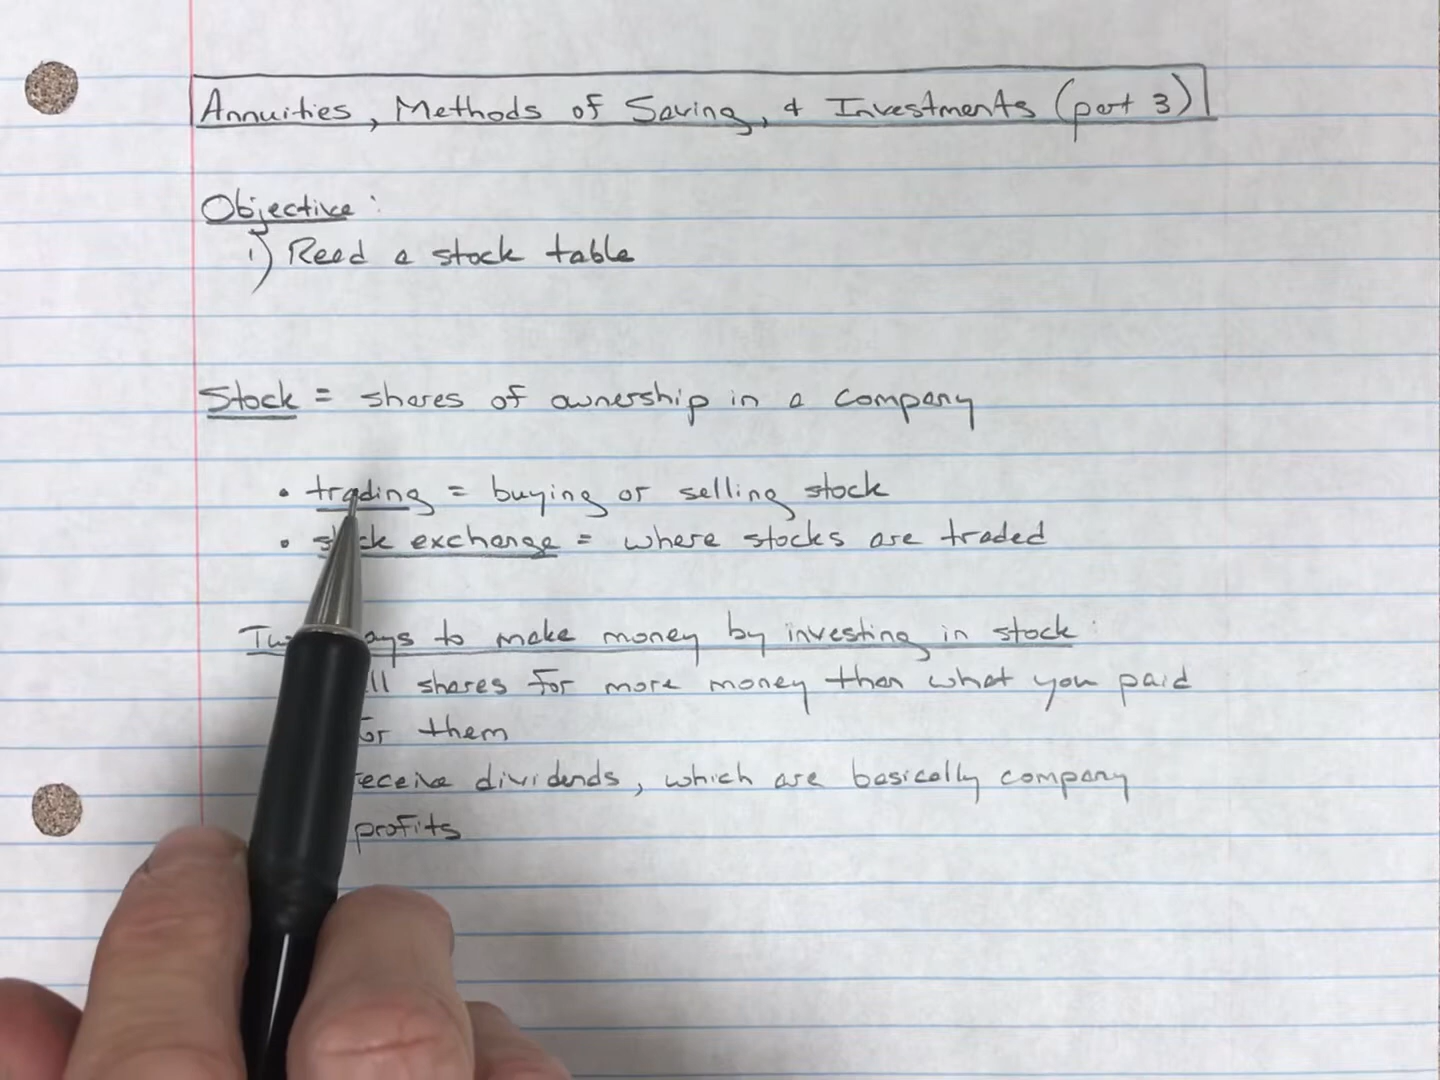 Annuities, Methods of Saving, & Investments (part 3)
Objective:
1) Read a stock table
Stock = shares of ownership in a company
• trading = buying or selling stock
• exchange = where stocks are traded
to make money by investing in stock:
shares for more money than what you paid
them
dividends, which are basically company
profits